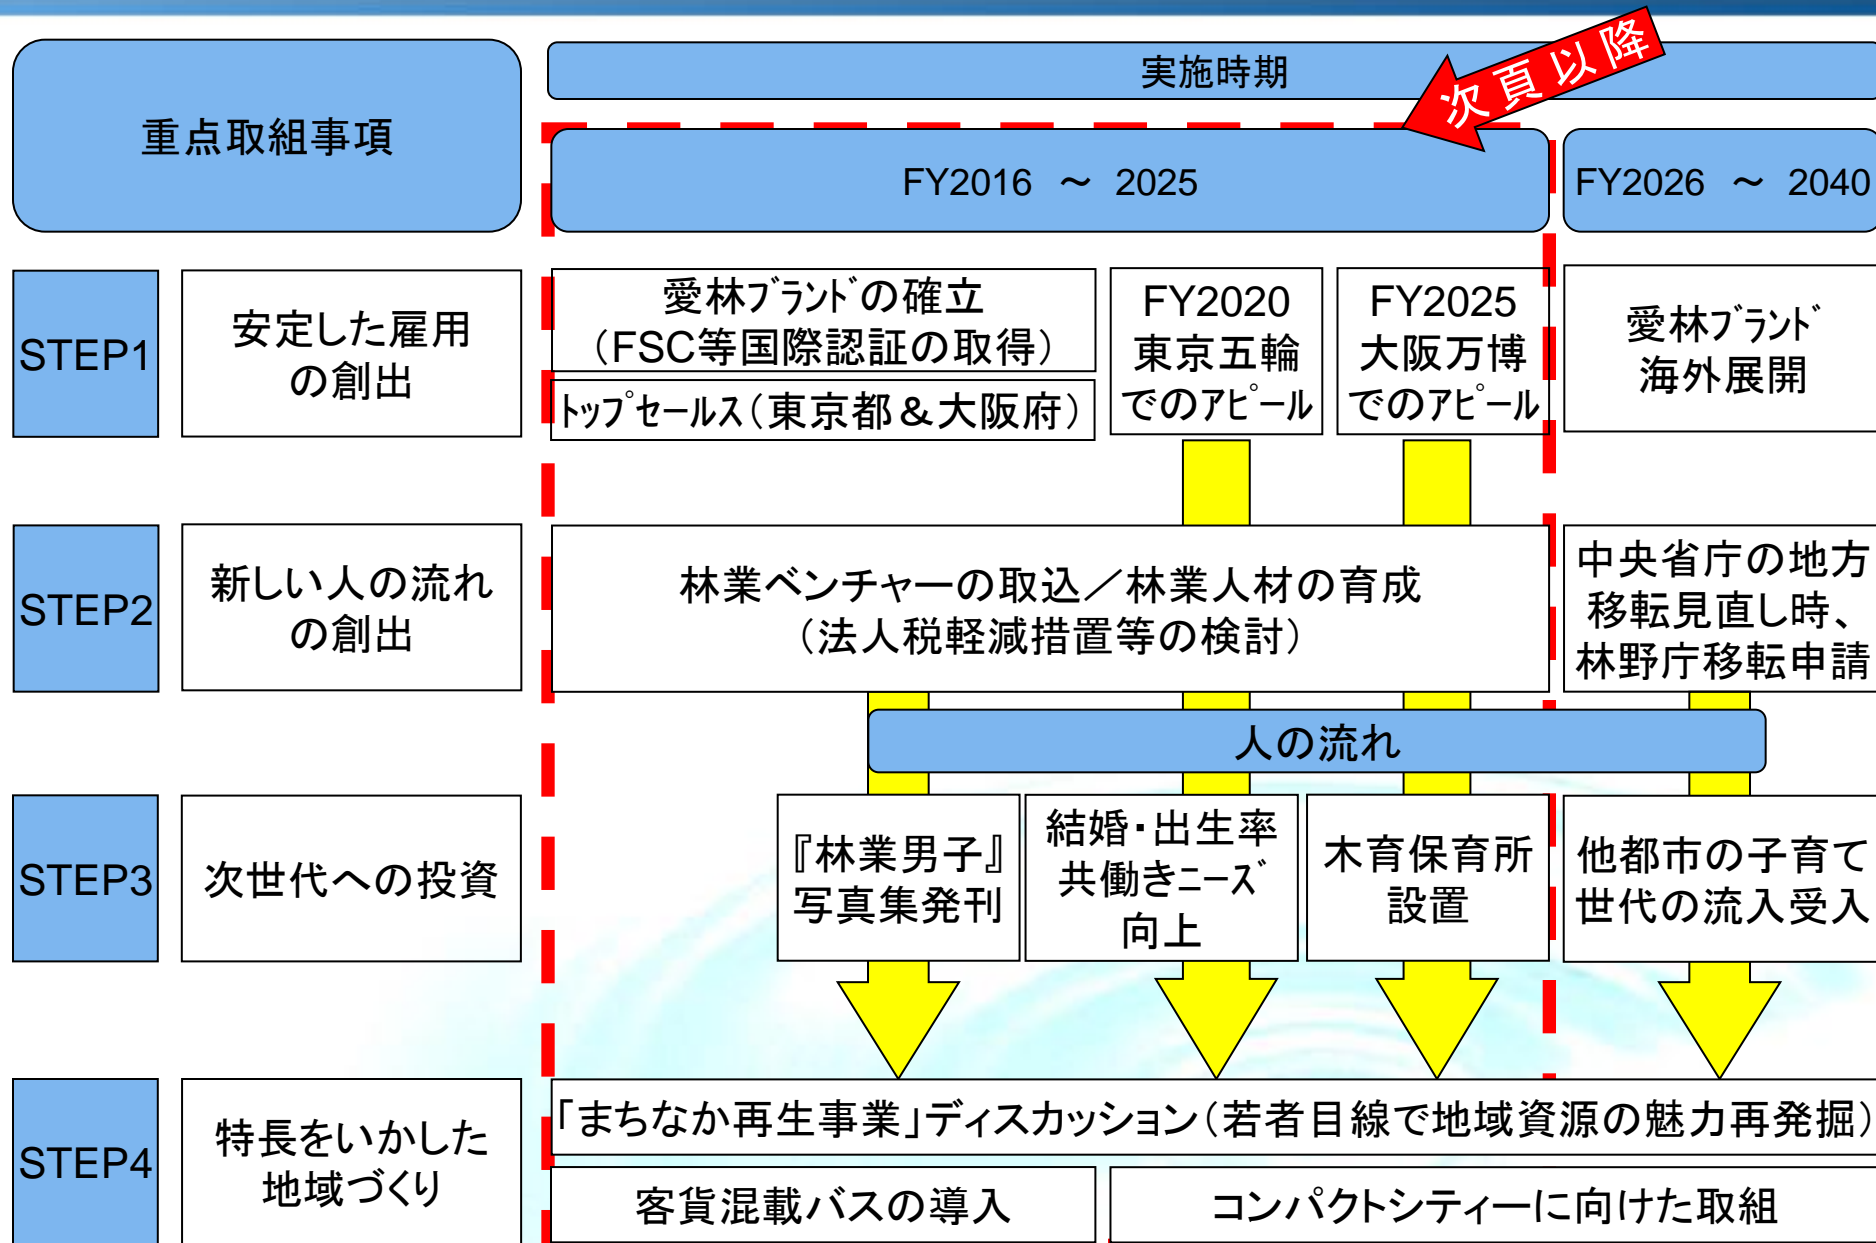 重点取組事項
実施時期
次頁以降
FY2016 ～ 2025
FY2026 ～ 2040
STEP1
安定した雇用
の創出
愛林ﾌﾞﾗﾝﾄﾞの確立
（FSC等国際認証の取得）
ﾄｯﾌﾟｾｰﾙｽ（東京都＆大阪府）
FY2020
東京五輪
でのｱﾋﾟｰﾙ
FY2025
大阪万博
でのｱﾋﾟｰﾙ
愛林ﾌﾞﾗﾝﾄﾞ
海外展開
STEP2
新しい人の流れ
の創出
林業ベンチャーの取込／林業人材の育成
（法人税軽減措置等の検討）
中央省庁の地方
移転見直し時、
林野庁移転申請
人の流れ
STEP3
次世代への投資
『林業男子』
写真集発刊
結婚・出生率
共働きﾆｰｽﾞ
向上
木育保育所
設置
他都市の子育て
世代の流入受入
STEP4
特長をいかした
地域づくり
「まちなか再生事業」ディスカッション（若者目線で地域資源の魅力再発掘）
客貨混載バスの導入
コンパクトシティーに向けた取組